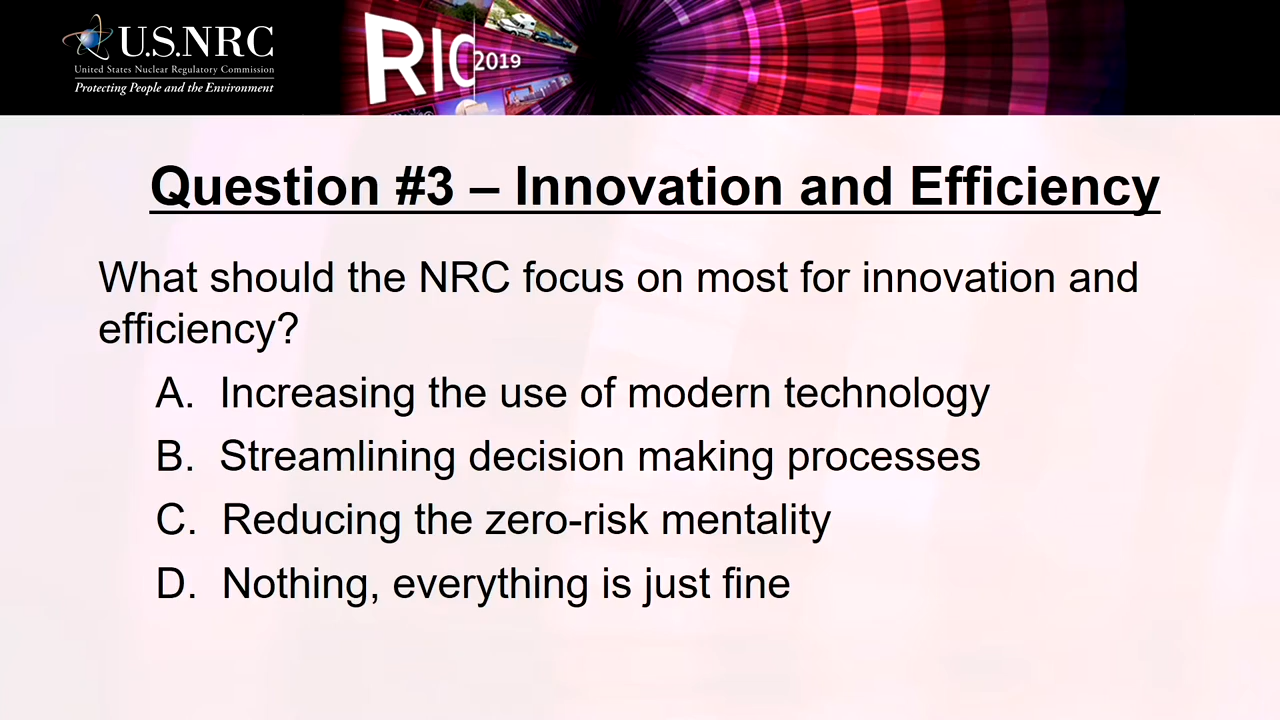 U.S.NRC
United States Nuclear Regulatory Commission
Protecting People and the Environment
RIC 2019
Question #3 – Innovation and Efficiency
What should the NRC focus on most for innovation and
efficiency?
A. Increasing the use of modern technology
B. Streamlining decision making processes
C. Reducing the zero-risk mentality
D. Nothing, everything is just fine